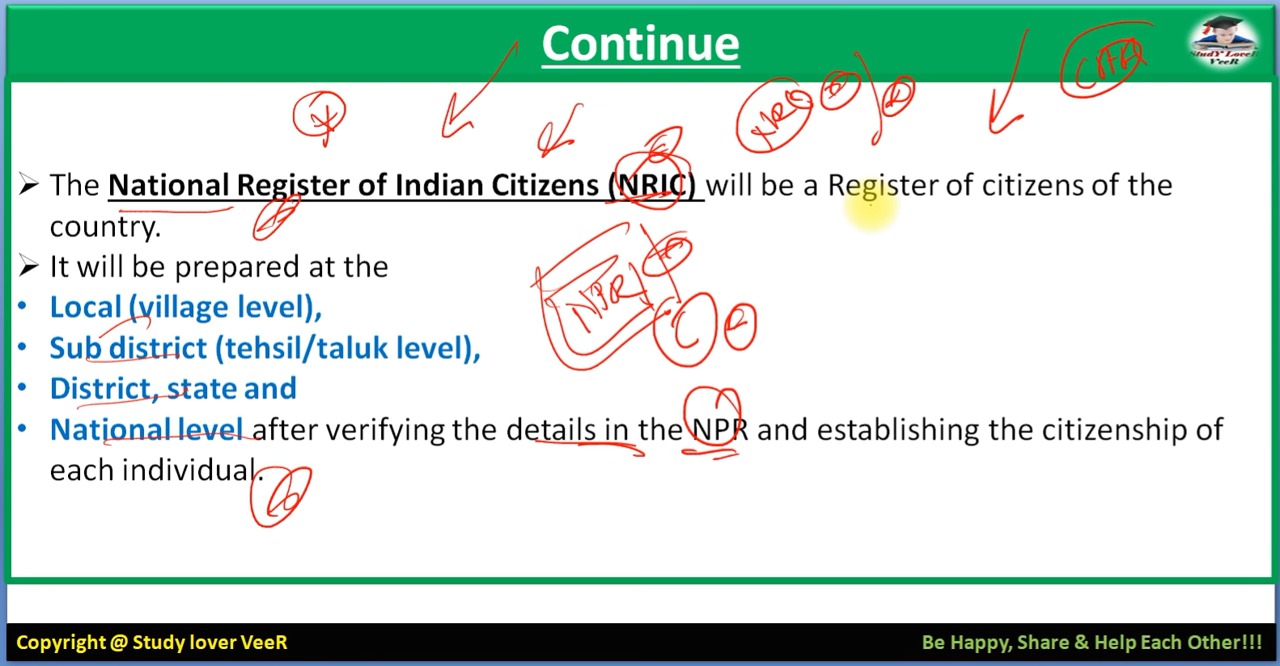 Continue
StudY LoveR
VeeR
➢ The National Register of Indian Citizens (NRIC) will be a Register of citizens of the
country.
➢ It will be prepared at the
• Local (village level),
NPR
• Sub district (tehsil/taluk level),
C
• District, state and
• National level after verifying the details in the NPR and establishing the citizenship of
each individual.
Copyright @ Study lover VeeR
Be Happy, Share & Help Each Other!!!